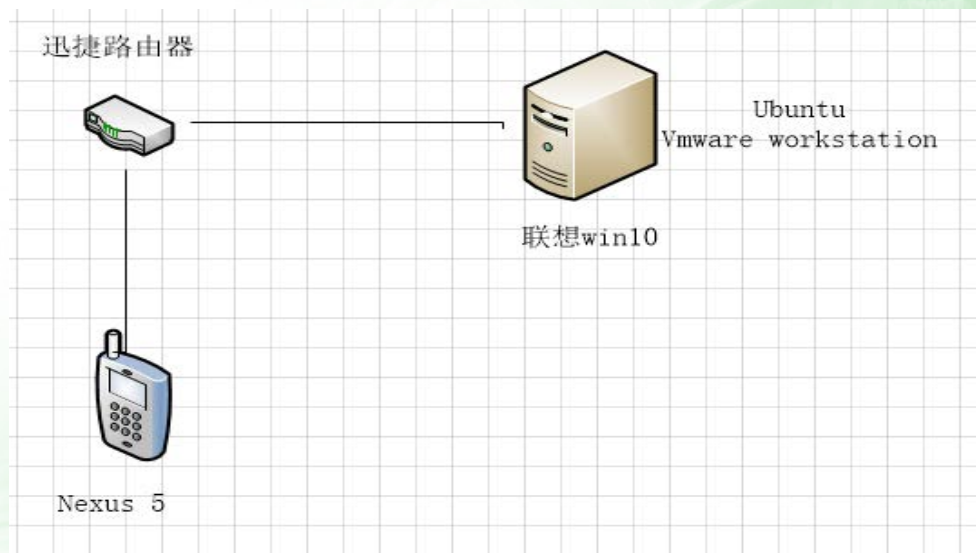 迅捷路由器
Ubuntu
Vmware workstation
联想win10
Nexus 5